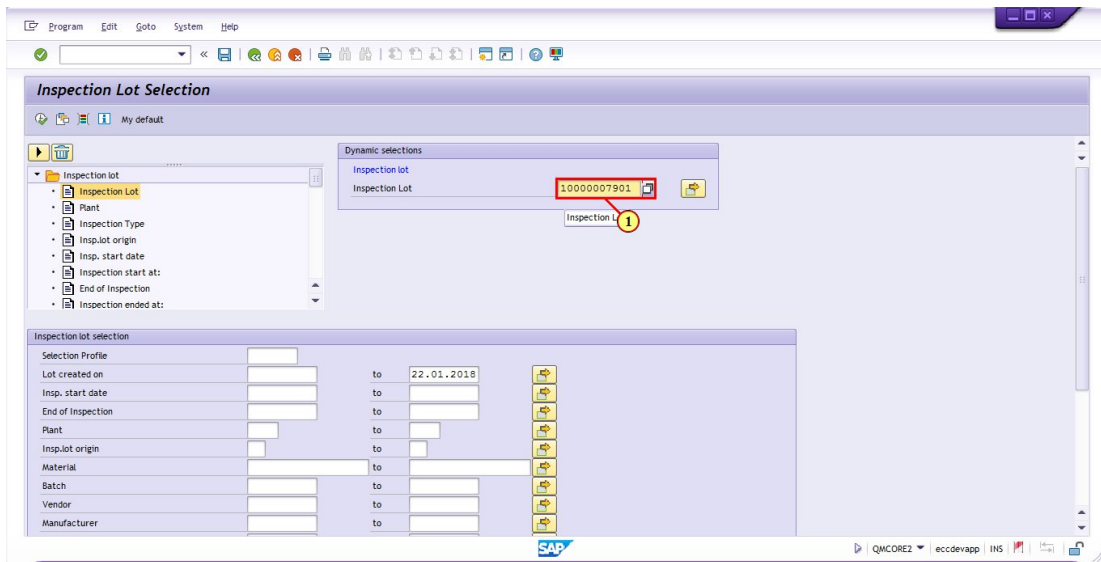 Program Edit Goto System Help
Inspection Lot Selection
My default
Dynamic selections
Inspection lot
Inspection lot
Inspection Lot
Inspection Lot 10000007901
Plant
Inspection L
1
Inspection Type
Insp.lot origin
Insp. start date
Inspection start at:
End of Inspection
Inspection ended at:
Inspection lot selection
Selection Profile
Lot created on to 22.01.2018
Insp. start date to
End of Inspection to
Plant to
Insp.lot origin to
Material to
Batch to
Vendor to
Manufacturer to
SAP
QMCORE2 eccdevapp INS